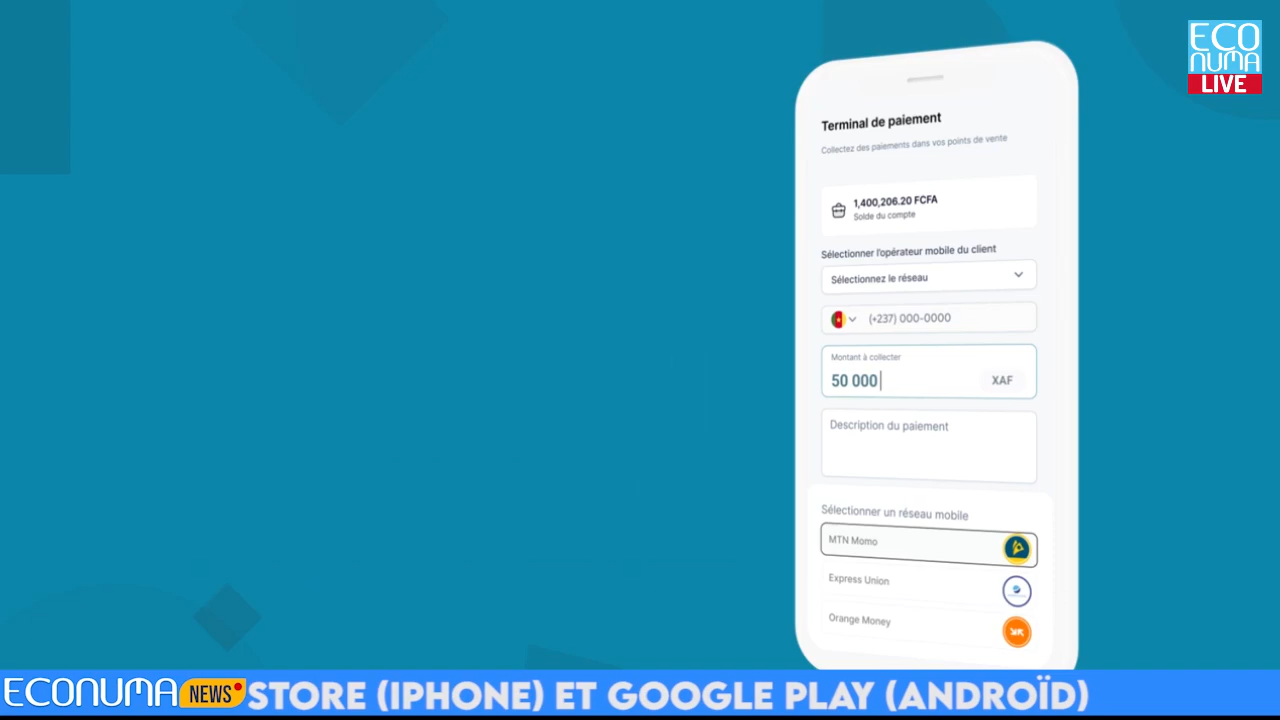 ECO
NUMA
LIVE
Terminal de paiement
Collectez des paiements dans vos points de vente
1,400,206.20 FCFA
Solde du compte
Sélectionner l'opérateur mobile du client
Sélectionnez le réseau
(+237) 000-0000
Montant à collecter
50 000
XAF
Description du paiement
Sélectionner un réseau mobile
MTN Momo
Express Union
Orange Money
ECONUMA NEWS STORE (IPHONE) ET GOOGLE PLAY (ANDROÏD)